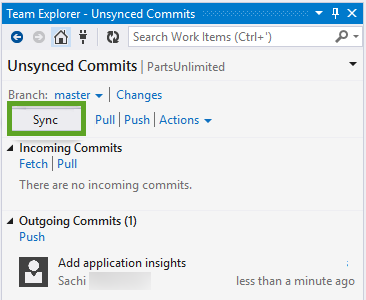 Team Explorer - Unsynced Commits
Search Work Items (Ctrl+')
Unsynced Commits | PartsUnlimited
Branch: master | Changes
Sync Pull | Push | Actions
Incoming Commits
Fetch | Pull
There are no incoming commits.
Outgoing Commits (1)
Push
Add application insights
Sachi less than a minute ago